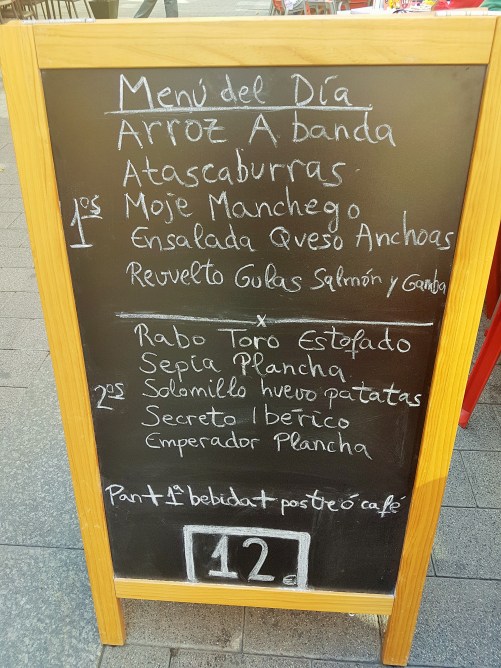 Menú del Día
Arroz A banda
Atascaburras
1ºs Moje Manchego
Ensalada Queso Anchoas
Revuelto Gulas Salmón y Gamba
x
Rabo Toro Estofado
Sepia Plancha
2ºs Solomillo huevo patatas
Secreto Ibérico
Emperador Plancha
Pan + 1ª bebida + postre ó café
12 €